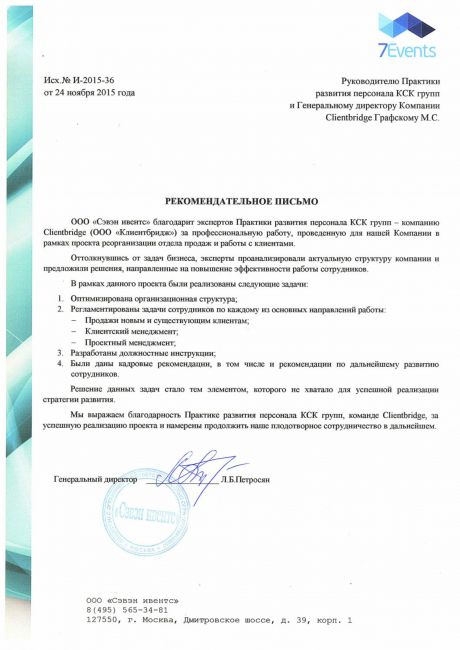 7Events
Исх.№ И-2015-36
от 24 ноября 2015 года
Руководителю Практики
развития персонала КСК групп
и Генеральному директору Компании
Clientbridge Графскому М.С.
РЕКОМЕНДАТЕЛЬНОЕ ПИСЬМО
ООО «Сэвэн ивентс» благодарит экспертов Практики развития персонала КСК групп – компанию
Clientbridge (ООО «Клиентбридж») за профессиональную работу, проведенную для нашей Компании в
рамках проекта реорганизации отдела продаж и работы с клиентами.
Оттолкнувшись от задач бизнеса, эксперты проанализировали актуальную структуру компании и
предложили решения, направленные на повышение эффективности работы сотрудников.
В рамках данного проекта были реализованы следующие задачи:
1. Оптимизирована организационная структура;
2. Регламентированы задачи сотрудников по каждому из основных направлений работы:
– Продажи новым и существующим клиентам;
– Клиентский менеджмент;
– Проектный менеджмент;
3. Разработаны должностные инструкции;
4. Были даны кадровые рекомендации, в том числе и рекомендации по дальнейшему развитию
сотрудников.
Решение данных задач стало тем элементом, которого не хватало для успешной реализации
стратегии развития.
Мы выражаем благодарность Практике развития персонала КСК групп, команде Clientbridge, за
успешную реализацию проекта и намерены продолжить наше плодотворное сотрудничество в дальнейшем.
Генеральный директор Л.Б.Петросян
«Сэвэн ивентс»
МОСКВА
ООО «Сэвэн ивентс»
8(495) 565-34-81
127550, г. Москва, Дмитровское шоссе, д. 39, корп. 1